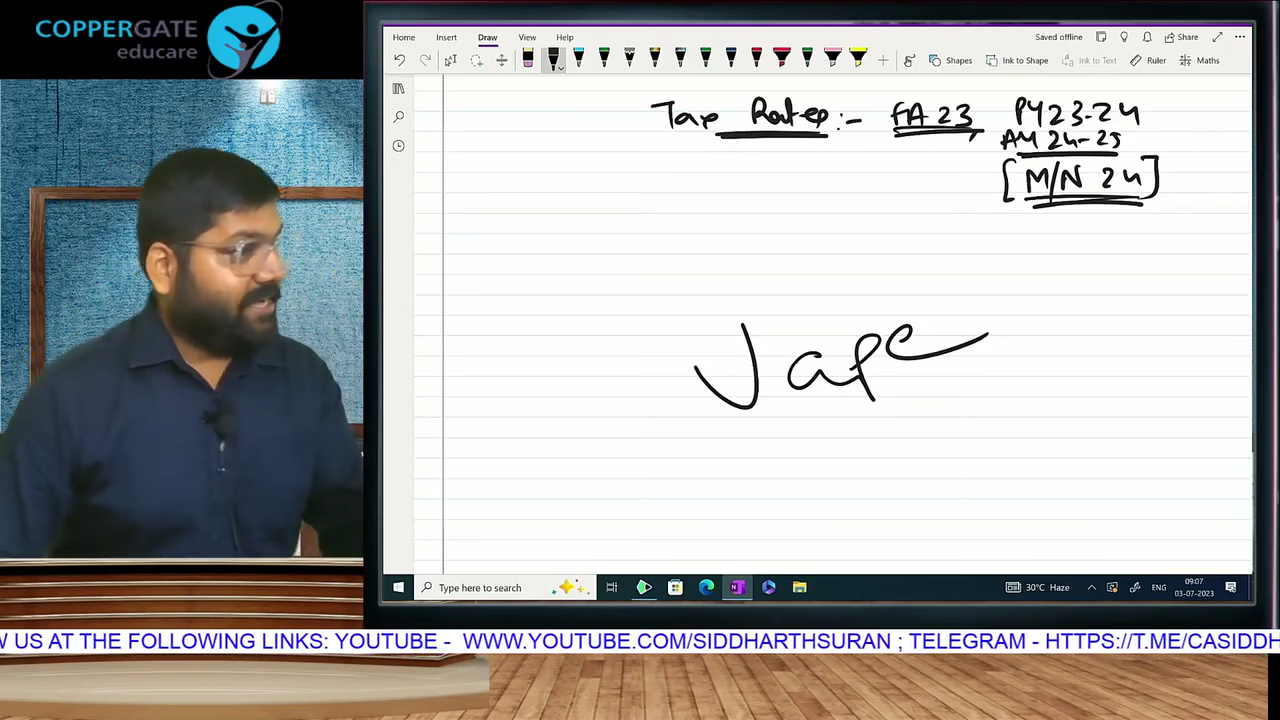 COPPERGATE
educare
Home Insert Draw View Help
Saved offline Share
Shapes Ink to Shape Ink to Text Ruler Maths
Tax Rates :- FA 23 PY 23-24
AY 24-25
[M/N 24]
Type here to search
30°C Haze ENG 09:07
03-07-2023
W US AT THE FOLLOWING LINKS: YOUTUBE - WWW.YOUTUBE.COM/SIDDHARTHSURAN ; TELEGRAM - HTTPS://T.ME/CASIDDH